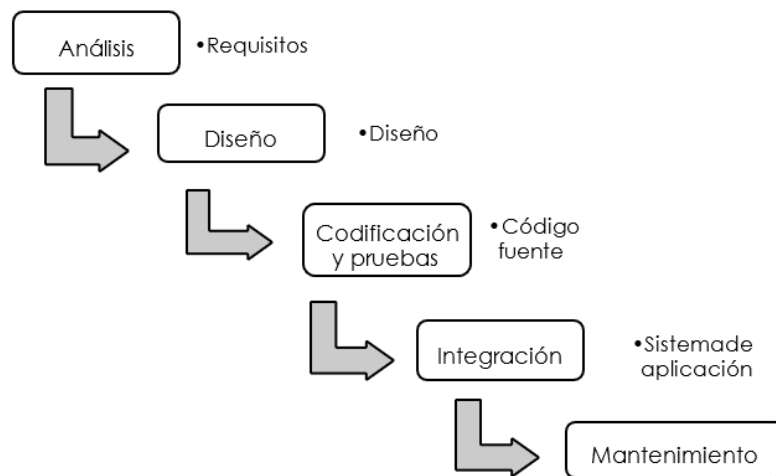 Análisis
•Requisitos
Diseño
•Diseño
Codificación
y pruebas
•Código
fuente
Integración
•Sistemade
aplicación
Mantenimiento